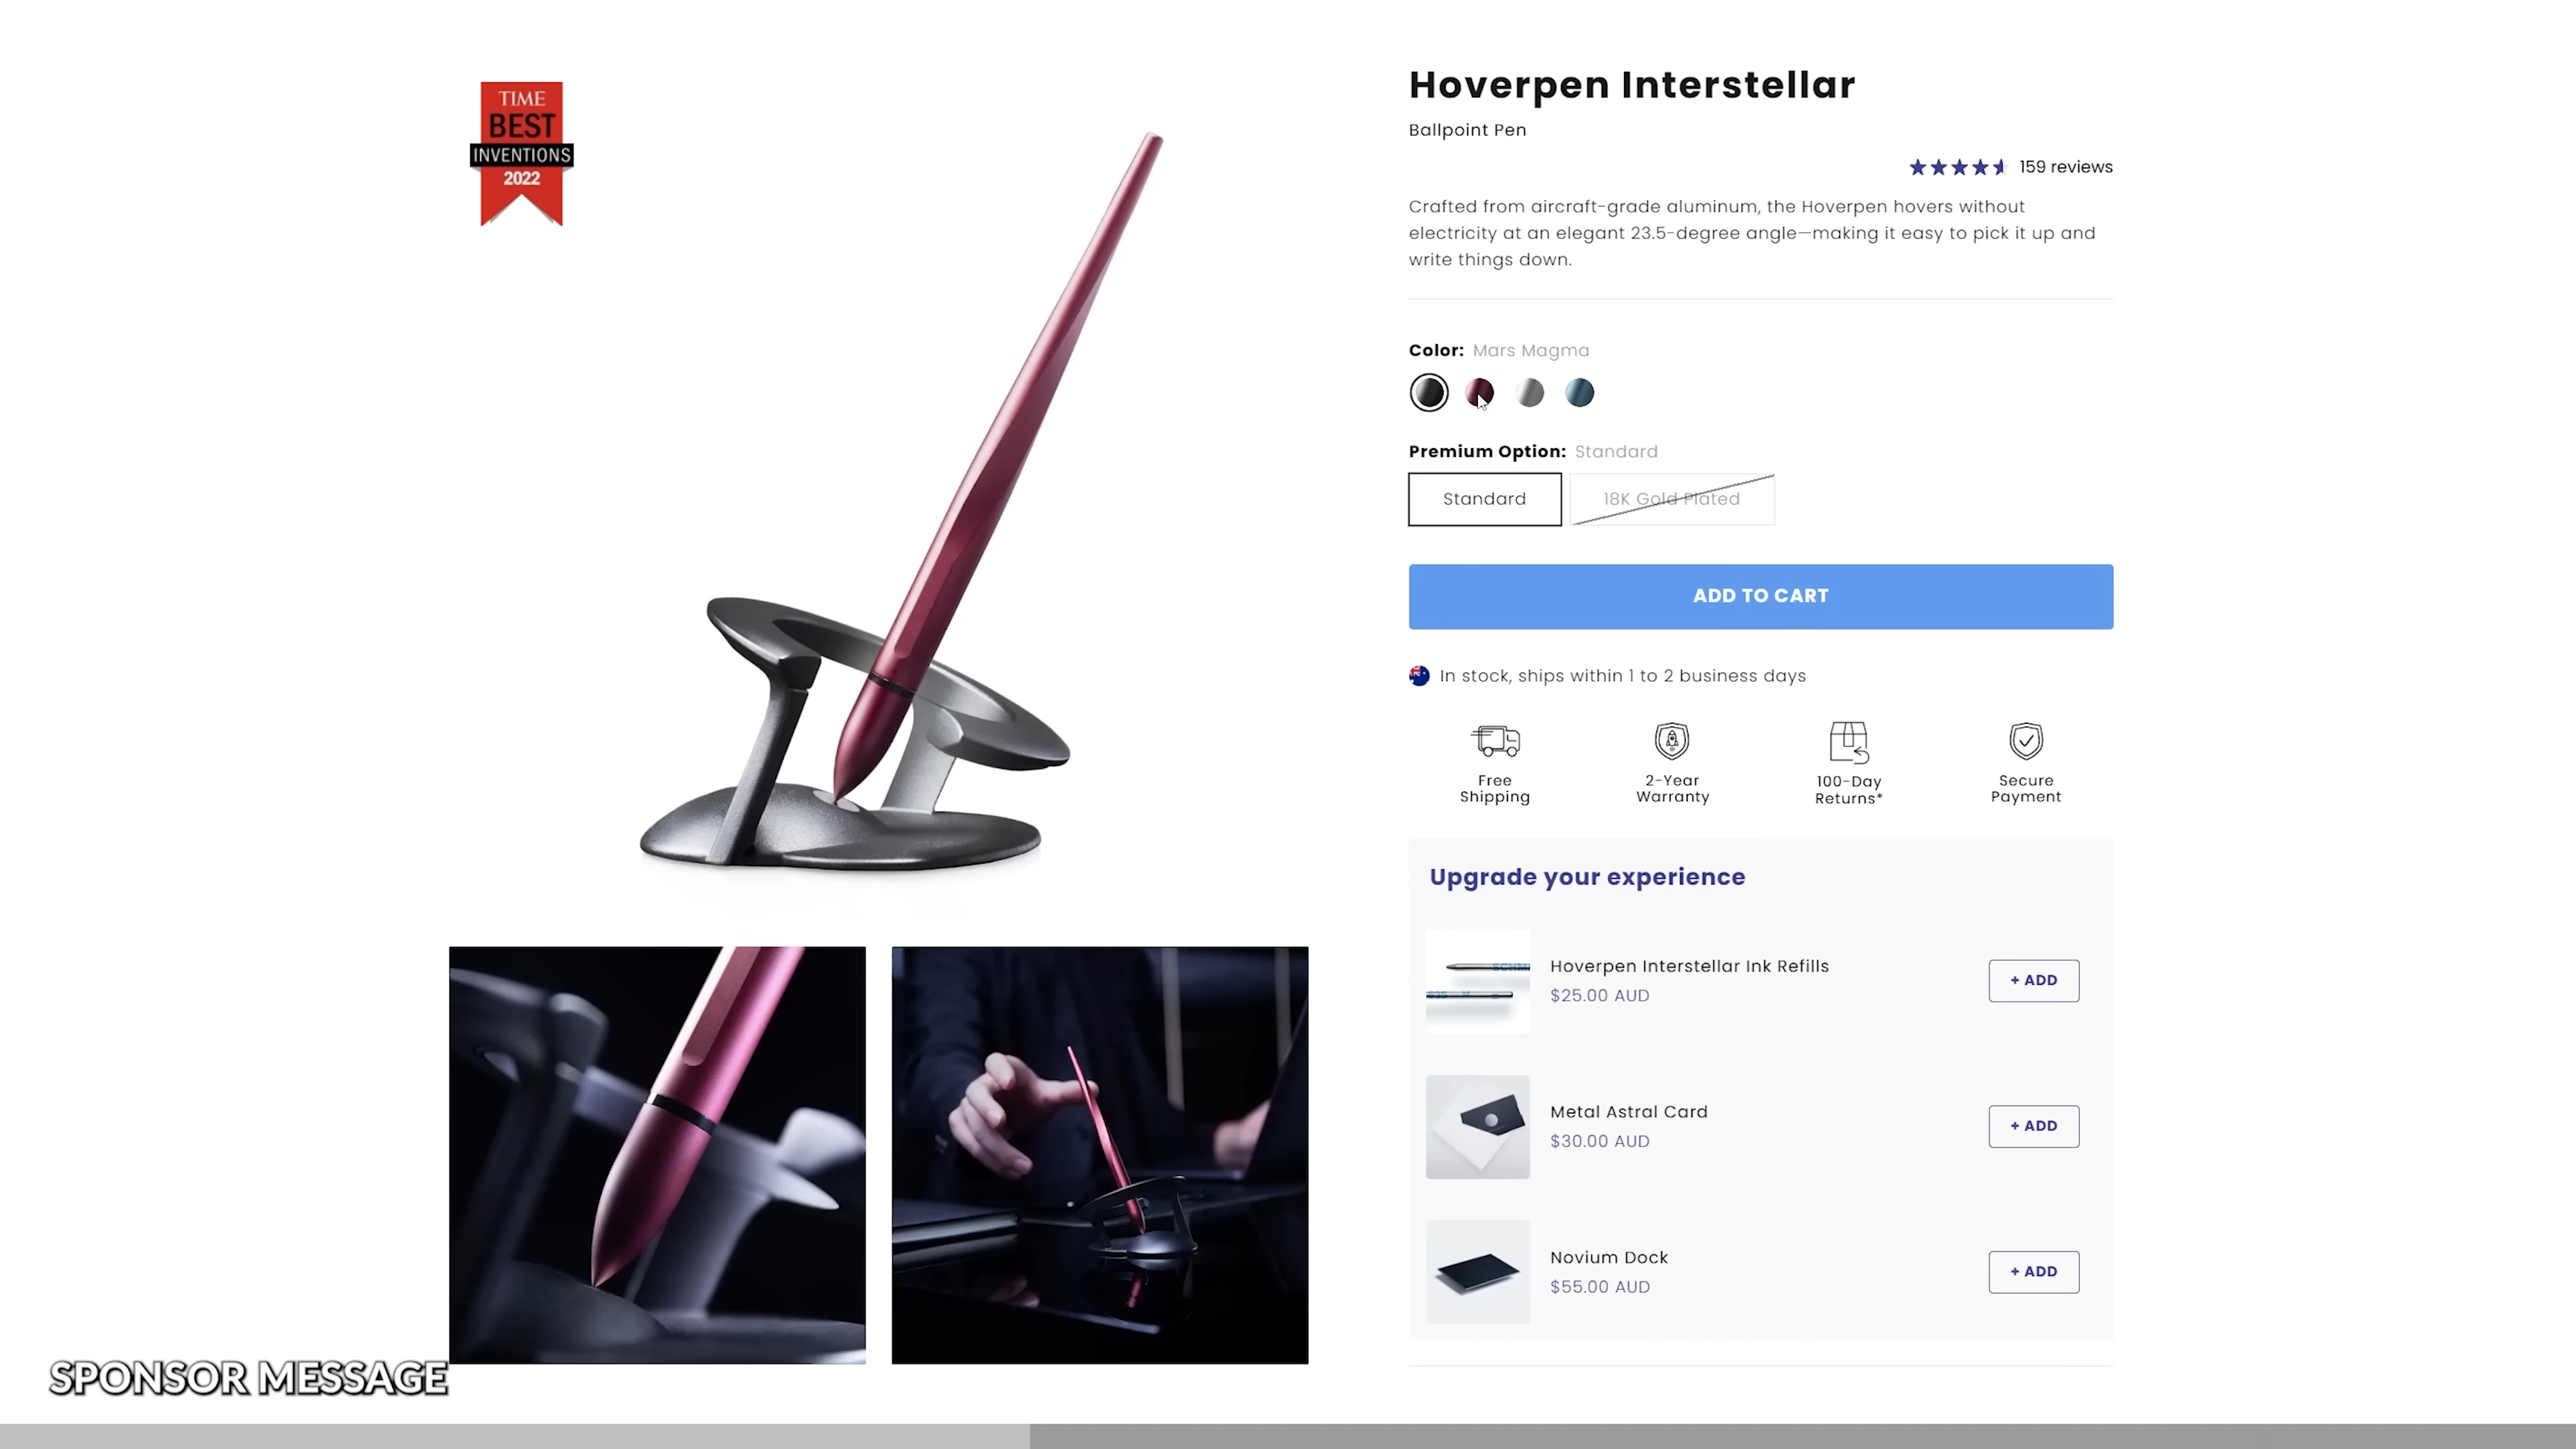 TIME
BEST
INVENTIONS
2022
Hoverpen Interstellar
Ballpoint Pen
159 reviews
Crafted from aircraft-grade aluminum, the Hoverpen hovers without
electricity at an elegant 23.5-degree angle—making it easy to pick it up and
write things down.
Color: Mars Magma
Premium Option: Standard
Standard
18K Gold Plated
ADD TO CART
In stock, ships within 1 to 2 business days
Free
Shipping
2-Year
Warranty
100-Day
Returns*
Secure
Payment
Upgrade your experience
Hoverpen Interstellar Ink Refills
$25.00 AUD
+ ADD
Metal Astral Card
$30.00 AUD
+ ADD
Novium Dock
$55.00 AUD
+ ADD
SPONSOR MESSAGE